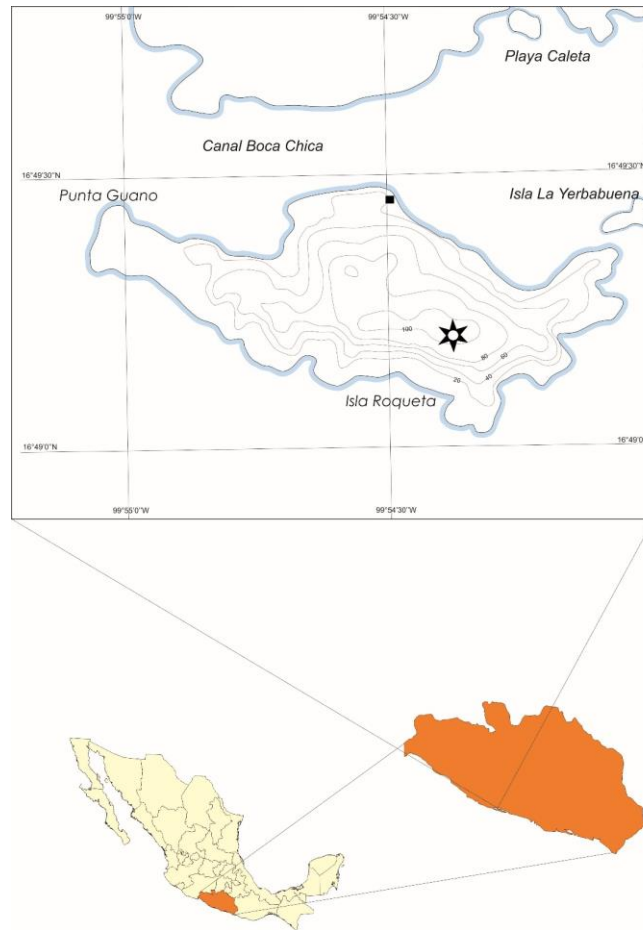 99°55'0"W
99°54'30"W
Playa Caleta
Canal Boca Chica
16°49'30"N
16°49'30"N
Punta Guano
Isla La Yerbabuena
100
80
60
20
40
Isla Roqueta
16°49'0"N
16°49'0
99°55'0"W
99°54'30"W